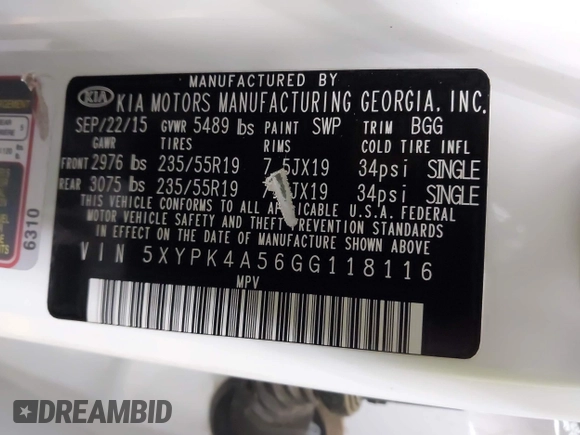 MANUFACTURED BY
KIA KIA MOTORS MANUFACTURING GEORGIA, INC.
SEP/22/15 GVWR 5489 lbs PAINT SWP TRIM BGG
GAWR TIRES RIMS COLD TIRE INFL
FRONT 2976 lbs 235/55R19 7.5JX19 34psi SINGLE
REAR 3075 lbs 235/55R19 JX19 34psi SINGLE
THIS VEHICLE CONFORMS TO ALL APPLICABLE U.S.A. FEDERAL
MOTOR VEHICLE SAFETY AND THEFT PREVENTION STANDARDS
IN EFFECT ON THE DATE OF MANUFACTURE SHOWN ABOVE.
VIN 5XYPK4A56GG118116
MPV
6310
DREAMBID